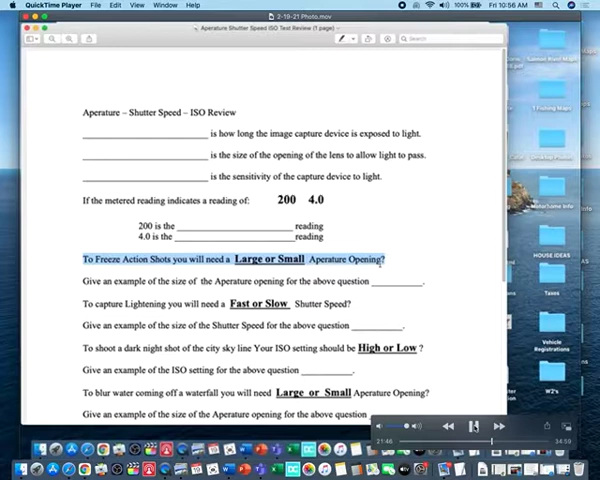 QuickTime Player File Edit View Window Help 100% Fri 10:56 AM
2-19-21 Photo.mov
Aperature Shutter Speed ISO Test Review (1 page)
Search
Aperature – Shutter Speed – ISO Review
____________________ is how long the image capture device is exposed to light.
____________________ is the size of the opening of the lens to allow light to pass.
____________________ is the sensitivity of the capture device to light.
If the metered reading indicates a reading of: 200 4.0
200 is the ____________________ reading
4.0 is the ____________________ reading
To Freeze Action Shots you will need a Large or Small Aperature Opening?
Give an example of the size of the Aperature opening for the above question __________.
To capture Lightening you will need a Fast or Slow Shutter Speed?
Give an example of the size of the Shutter Speed for the above question __________.
To shoot a dark night shot of the city sky line Your ISO setting should be High or Low ?
Give an example of the ISO setting for the above question __________.
To blur water coming off a waterfall you will need Large or Small Aperature Opening?
Give an example of the size of the Aperature opening for the above question
21:46
34:59
HOUSE IDEAS
Taxes
Vehicle Registrations
W2's